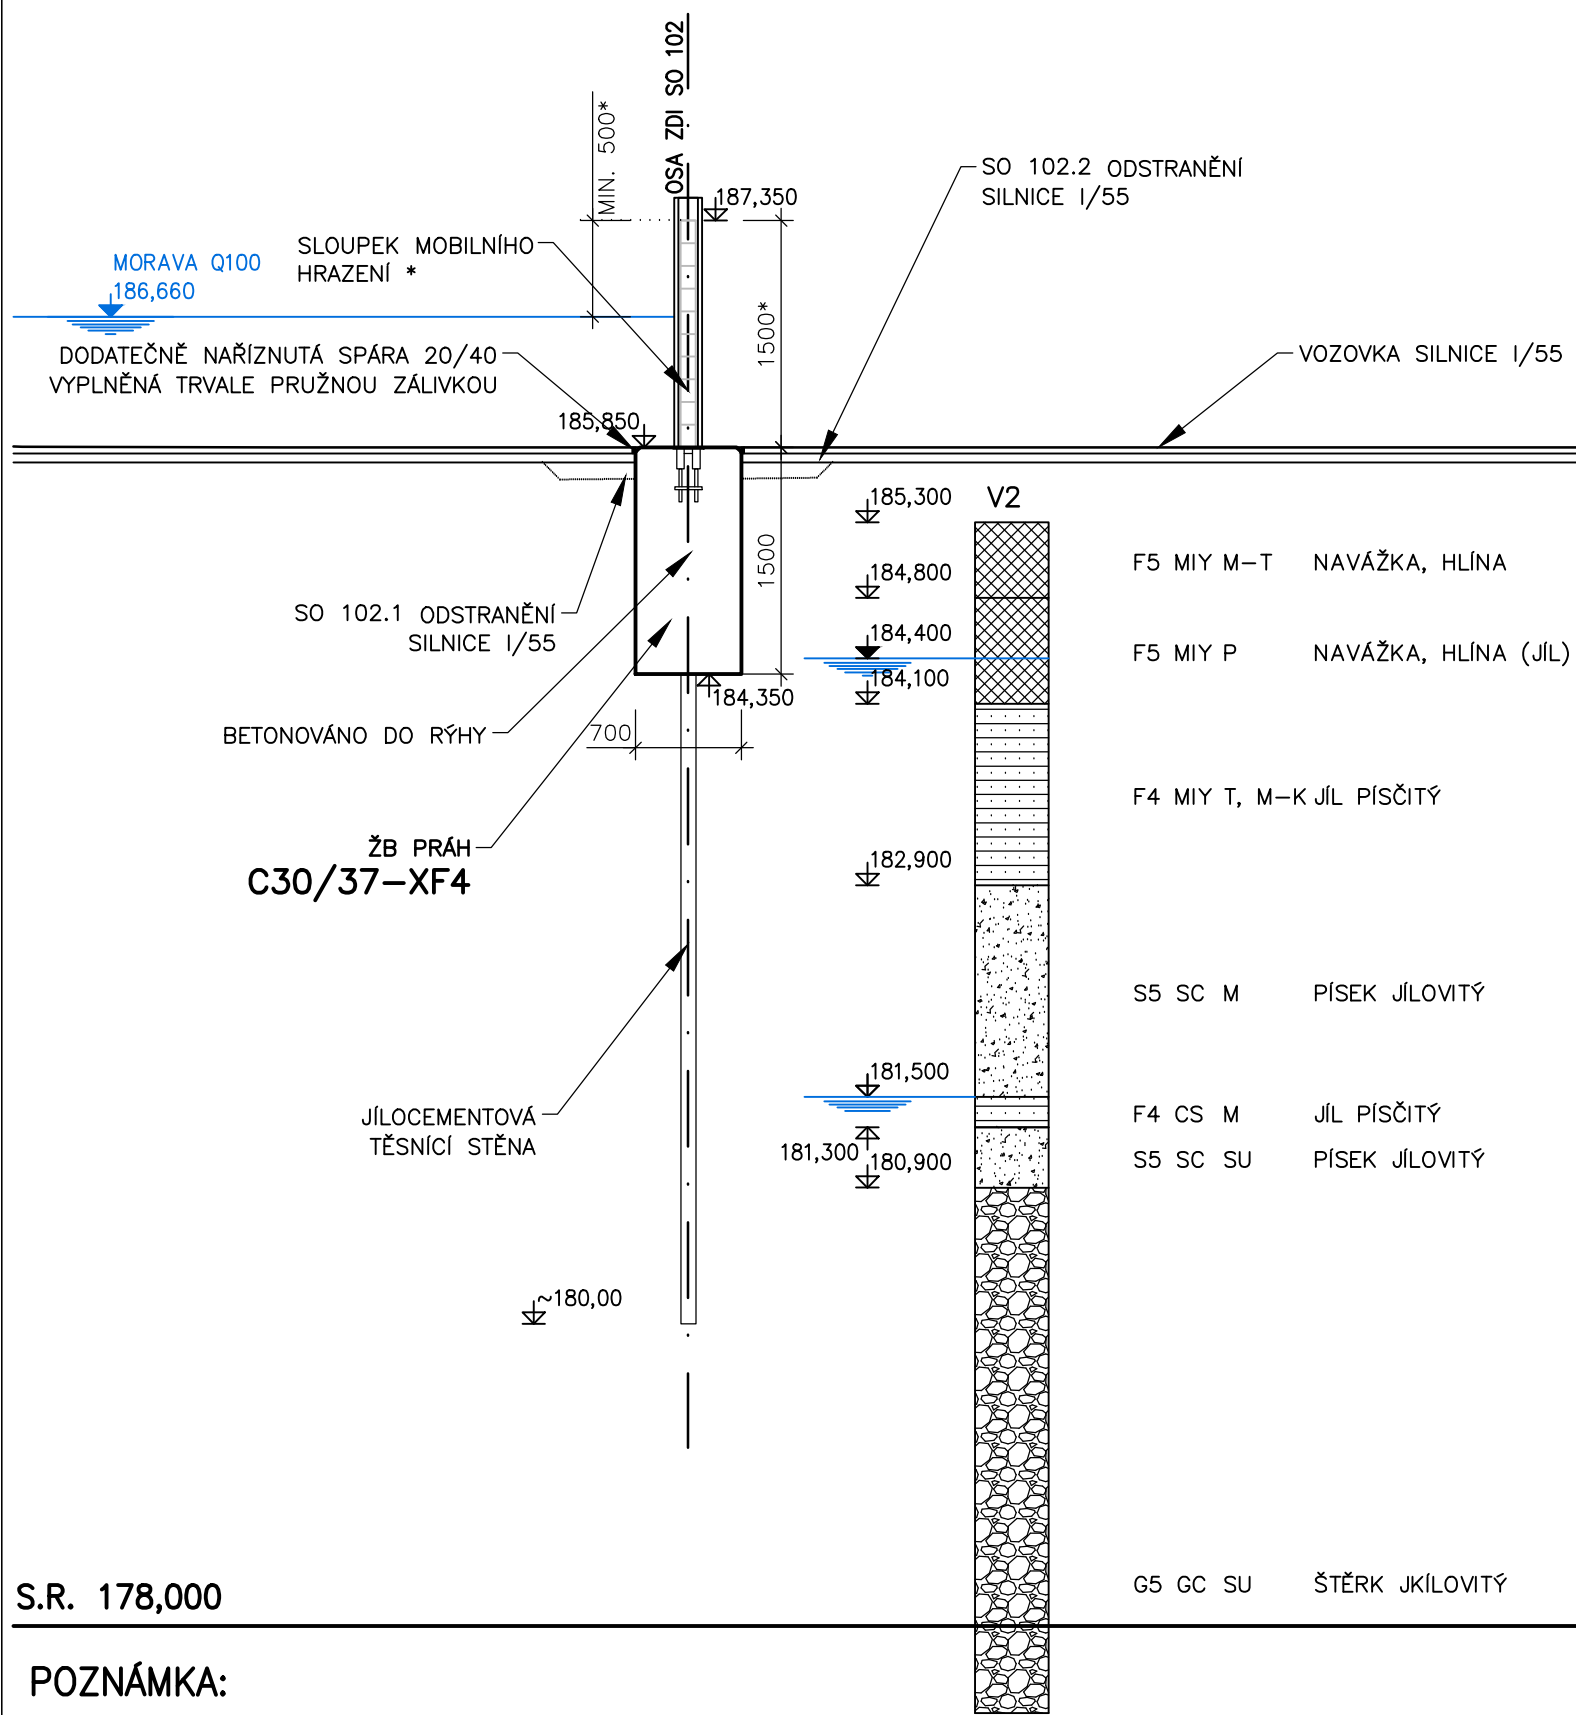 OSA ZDI SO 102
MIN. 500*
187,350
SO 102.2 ODSTRANĚNÍ
SILNICE I/55
SLOUPEK MOBILNÍHO
HRAZENÍ *
MORAVA Q100
186,660
1500*
DODATEČNĚ NAŘÍZNUTÁ SPÁRA 20/40
VYPLNĚNÁ TRVALE PRUŽNOU ZÁLIVKOU
VOZOVKA SILNICE I/55
185,850
185,300
V2
1500
F5 MIY M-T NAVÁŽKA, HLÍNA
184,800
SO 102.1 ODSTRANĚNÍ
SILNICE I/55
184,400
F5 MIY P NAVÁŽKA, HLÍNA (JÍL)
184,100
184,350
BETONOVÁNO DO RÝHY
700
F4 MIY T, M-K JÍL PÍSČITÝ
ŽB PRÁH
C30/37-XF4
182,900
S5 SC M PÍSEK JÍLOVITÝ
181,500
JÍLOCEMENTOVÁ
TĚSNÍCÍ STĚNA
F4 CS M JÍL PÍSČITÝ
181,300
180,900
S5 SC SU PÍSEK JÍLOVITÝ
~180,00
G5 GC SU ŠTĚRK JKÍLOVITÝ
S.R. 178,000
POZNÁMKA: